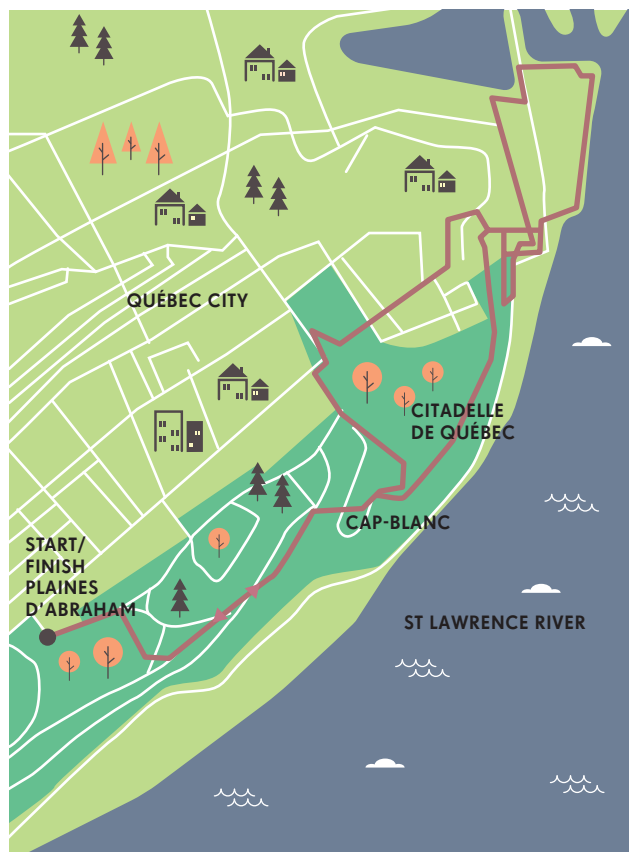 QUÉBEC CITY
CITADELLE
DE QUÉBEC
CAP-BLANC
START/
FINISH
PLAINES
D'ABRAHAM
ST LAWRENCE RIVER